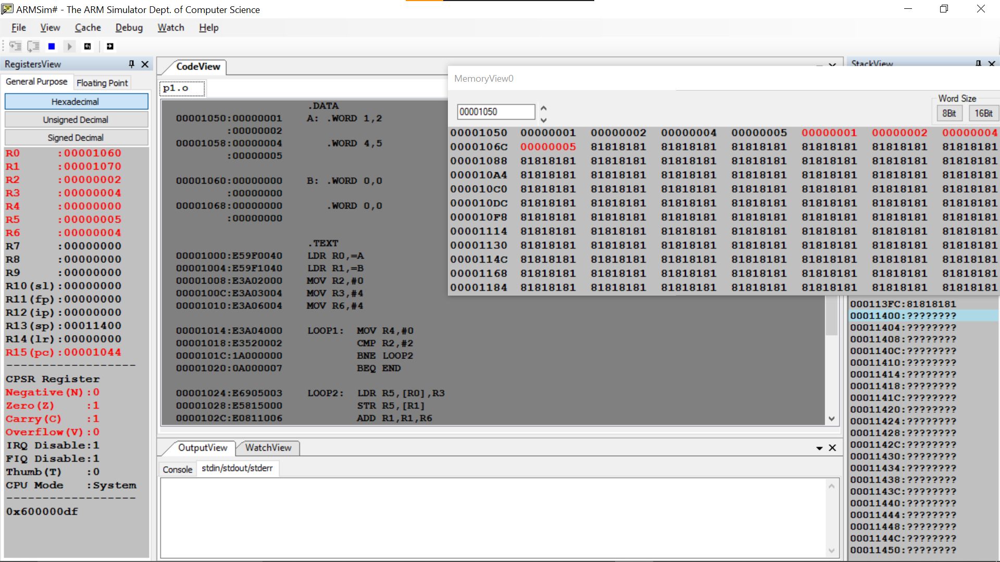 ARMSim# - The ARM Simulator Dept. of Computer Science
File View Cache Debug Watch Help
RegistersView
General Purpose Floating Point
Hexadecimal
Unsigned Decimal
Signed Decimal
R0 :00001060
R1 :00001070
R2 :00000002
R3 :00000004
R4 :00000000
R5 :00000005
R6 :00000004
R7 :00000000
R8 :00000000
R9 :00000000
R10(sl):00000000
R11(fp):00000000
R12(ip):00000000
R13(sp):00011400
R14(lr):00000000
R15(pc):00001044
-------------------
CPSR Register
Negative(N):0
Zero(Z) :1
Carry(C) :1
Overflow(V):0
IRQ Disable:1
FIQ Disable:1
Thumb(T) :0
CPU Mode :System
-------------------
0x600000df
CodeView
p1.o
.DATA
00001050:00000001 A: .WORD 1,2
:00000002
00001058:00000004 .WORD 4,5
:00000005
00001060:00000000 B: .WORD 0,0
:00000000
00001068:00000000 .WORD 0,0
:00000000
.TEXT
00001000:E59F0040 LDR R0,=A
00001004:E59F1040 LDR R1,=B
00001008:E3A02000 MOV R2,#0
0000100C:E3A03004 MOV R3,#4
00001010:E3A06004 MOV R6,#4
00001014:E3A04000 LOOP1: MOV R4,#0
00001018:E3520002 CMP R2,#2
0000101C:1A000000 BNE LOOP2
00001020:0A000007 BEQ END
00001024:E6905003 LOOP2: LDR R5,[R0],R3
00001028:E5815000 STR R5,[R1]
0000102C:E0811006 ADD R1,R1,R6
MemoryView0
00001050
Word Size
8Bit 16Bit
00001050 00000001 00000002 00000004 00000005 00000001 00000002 00000004
0000106C 00000005 81818181 81818181 81818181 81818181 81818181 81818181
00001088 81818181 81818181 81818181 81818181 81818181 81818181 81818181
000010A4 81818181 81818181 81818181 81818181 81818181 81818181 81818181
000010C0 81818181 81818181 81818181 81818181 81818181 81818181 81818181
000010DC 81818181 81818181 81818181 81818181 81818181 81818181 81818181
000010F8 81818181 81818181 81818181 81818181 81818181 81818181 81818181
00001114 81818181 81818181 81818181 81818181 81818181 81818181 81818181
00001130 81818181 81818181 81818181 81818181 81818181 81818181 81818181
0000114C 81818181 81818181 81818181 81818181 81818181 81818181 81818181
00001168 81818181 81818181 81818181 81818181 81818181 81818181 81818181
00001184 81818181 81818181 81818181 81818181 81818181 81818181 81818181
OutputView WatchView
Console stdin/stdout/stderr
StackView
000113FC:81818181
00011400:????????
00011404:????????
00011408:????????
0001140C:????????
00011410:????????
00011414:????????
00011418:????????
0001141C:????????
00011420:????????
00011424:????????
00011428:????????
0001142C:????????
00011430:????????
00011434:????????
00011438:????????
0001143C:????????
00011440:????????
00011444:????????
00011448:????????
0001144C:????????
00011450:????????